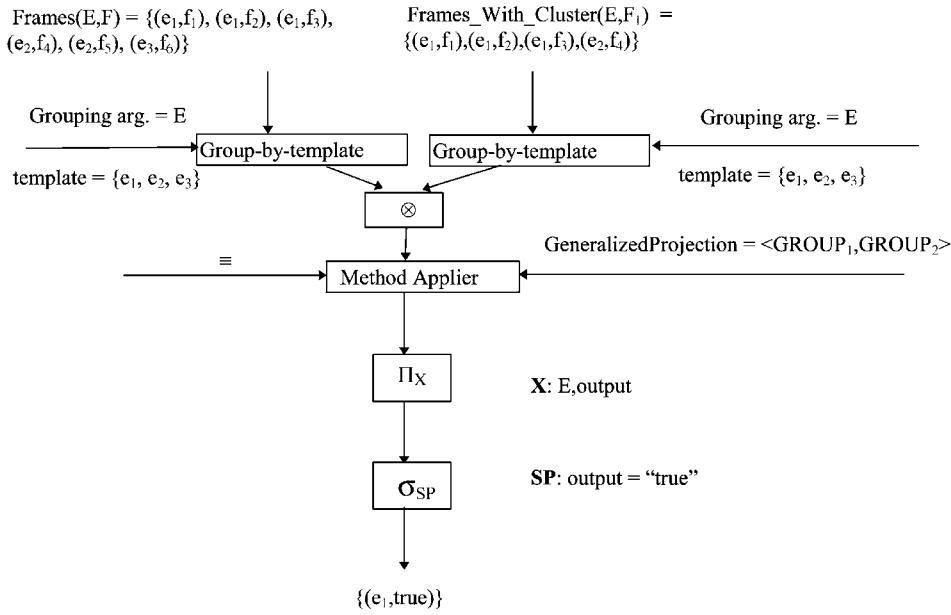 Frames(E,F) = {(e₁,f₁), (e₁,f₂), (e₁,f₃),
(e₂,f₄), (e₂,f₅), (e₃,f₆)}
Frames_With_Cluster(E,F₁) =
{(e₁,f₁),(e₁,f₂),(e₁,f₃),(e₂,f₄)}
Grouping arg. = E
Grouping arg. = E
Group-by-template
Group-by-template
template = {e₁, e₂, e₃}
template = {e₁, e₂, e₃}
⊗
GeneralizedProjection = <GROUP₁,GROUP₂>
≡
Method Applier
Π_X
X: E,output
σ_SP
SP: output = “true”
{(e₁,true)}